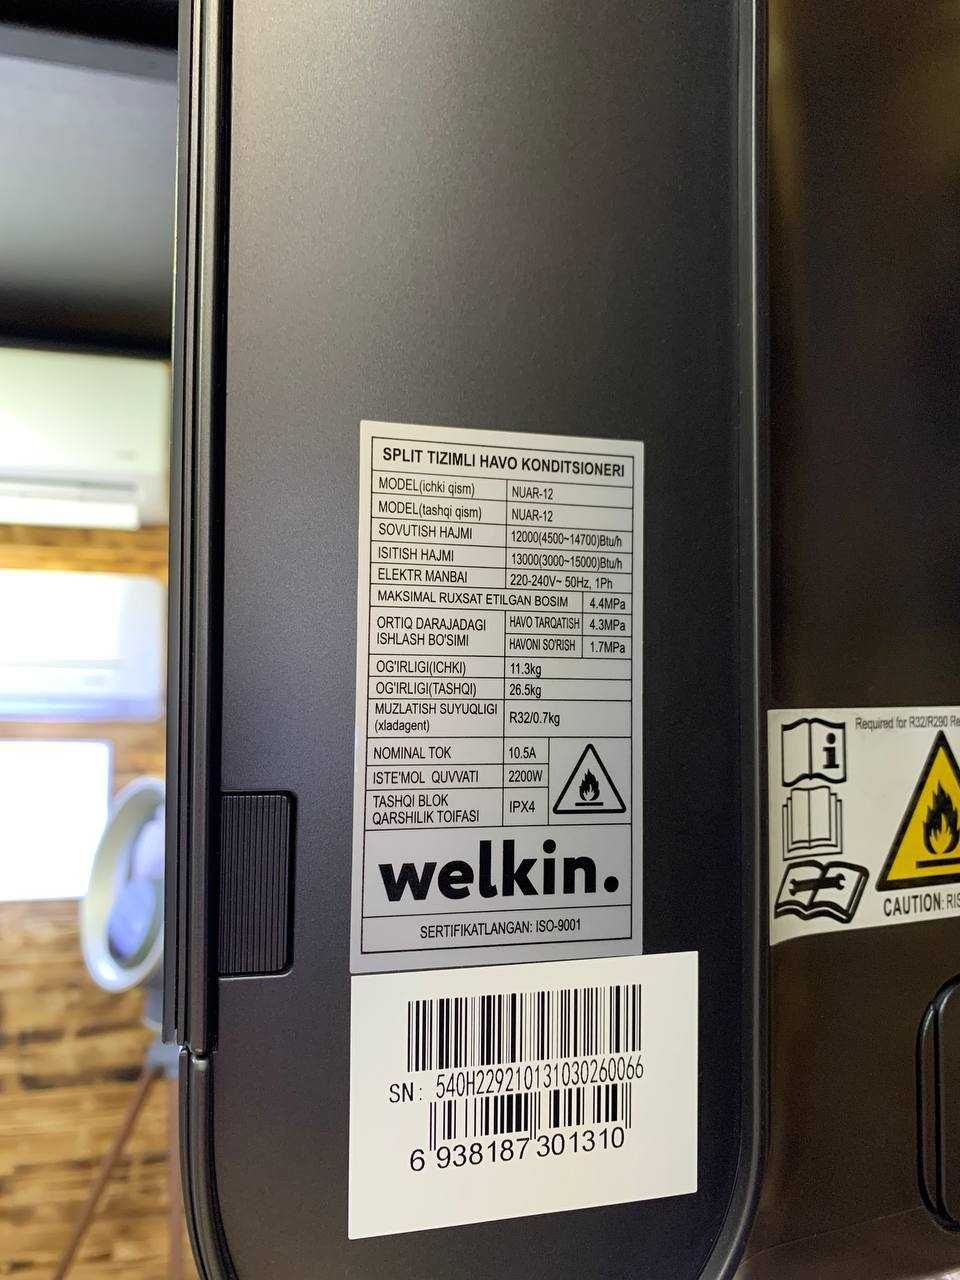 SPLIT TIZIMLI HAVO KONDITSIONERI
MODEL(ichki qism) NUAR-12
MODEL(tashqi qism) NUAR-12
SOVUTISH HAJMI 12000(4500~14700)Btu/h
ISITISH HAJMI 13000(3000~15000)Btu/h
ELEKTR MANBAI 220-240V~ 50Hz, 1Ph
MAKSIMAL RUXSAT ETILGAN BOSIM 4.4MPa
ORTIQ DARAJADAGI ISHLASH BO'SIMI
HAVO TARQATISH 4.3MPa
HAVONI SO'RISH 1.7MPa
OG'IRLIGI(ICHKI) 11.3kg
OG'IRLIGI(TASHQI) 26.5kg
MUZLATISH SUYUQLIGI
(xladagent) R32/0.7kg
NOMINAL TOK 10.5A
ISTE'MOL QUVVATI 2200W
TASHQI BLOK
QARSHILIK TOIFASI IPX4
welkin.
SERTIFIKATLANGAN: ISO-9001
SN: 540H229210131030260066
6 938187 301310
Required for R32/R290 Re
i
CAUTION: RIS